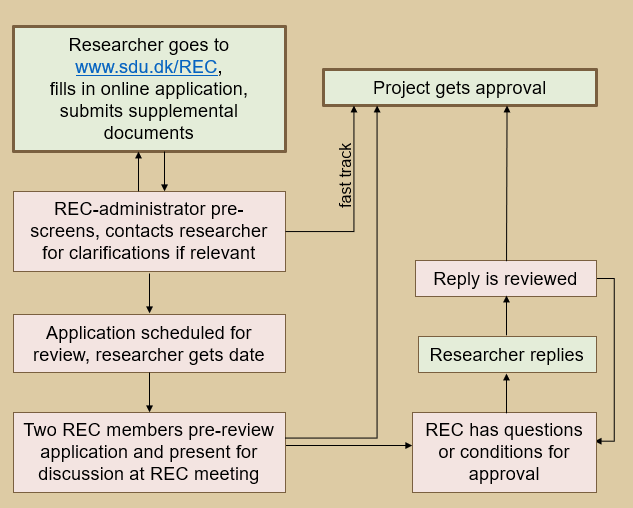 Researcher goes to
www.sdu.dk/REC,
fills in online application,
submits supplemental
documents
Project gets approval
fast track
REC-administrator pre-
screens, contacts researcher
for clarifications if relevant
Reply is reviewed
Application scheduled for
review, researcher gets date
Researcher replies
Two REC members pre-review
application and present for
discussion at REC meeting
REC has questions
or conditions for
approval